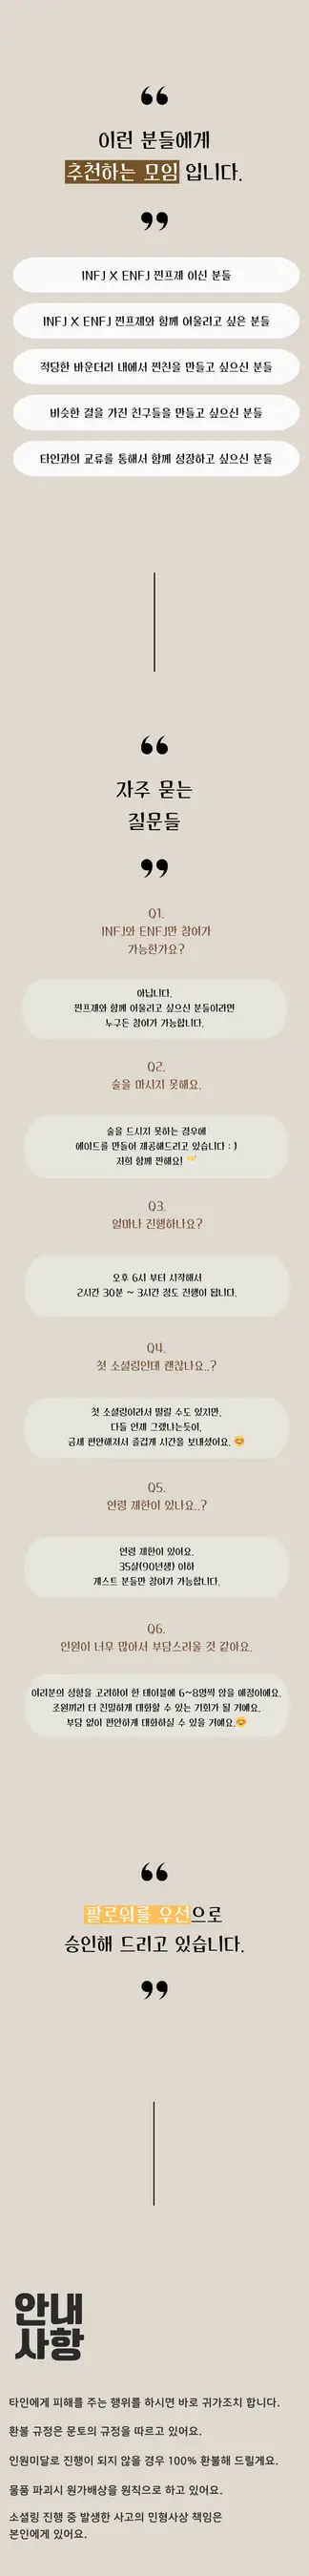 ❝
이런 분들에게
추천하는 모임 입니다.
❞
INFJ X ENFJ 찐프제 이신 분들
INFJ X ENFJ 찐프제와 함께 어울리고 싶은 분들
적당한 바운더리 내에서 찐친을 만들고 싶으신 분들
비슷한 결을 가진 친구들을 만들고 싶으신 분들
타인과의 교류를 통해서 함께 성장하고 싶으신 분들
❝
자주 묻는
질문들
❞
Q1.
INFJ와 ENFJ만 참여가
가능한가요?
아닙니다.
찐프제와 함께 어울리고 싶으신 분들이라면
누구든 참여가 가능합니다.
Q2.
술을 마시지 못해요.
술을 드시지 못하는 경우에
에이드를 만들어 제공해드리고 있습니다 : )
저희 함께 짠해요! 🥂
Q3.
얼마나 진행하나요?
오후 6시 부터 시작해서
2시간 30분 ~ 3시간 정도 진행이 됩니다.
Q4.
첫 소셜링인데 괜찮나요..?
첫 소셜링이라서 떨릴 수도 있지만,
다들 언제 그랬냐는듯이,
금세 편안해져서 즐겁게 시간을 보내셨어요. 😊
Q5.
연령 제한이 있나요..?
연령 제한이 있어요.
35살(90년생) 이하
게스트 분들만 참여가 가능합니다.
Q6.
인원이 너무 많아서 부담스러울 것 같아요.
여러분의 성향을 고려하여 한 테이블에 6~8명씩 앉을 예정이에요.
조원끼리 더 친밀하게 대화할 수 있는 기회가 될 거예요.
부담 없이 편안하게 대화하실 수 있을 거예요.😊
❝
팔로워를 우선으로
승인해 드리고 있습니다.
❞
안내
사항
타인에게 피해를 주는 행위를 하시면 바로 귀가조치 합니다.
환불 규정은 문토의 규정을 따르고 있어요.
인원미달로 진행이 되지 않을 경우 100% 환불해 드릴게요.
물품 파괴시 원가배상을 원칙으로 하고 있어요.
소셜링 진행 중 발생한 사고의 민형사상 책임은
본인에게 있어요.